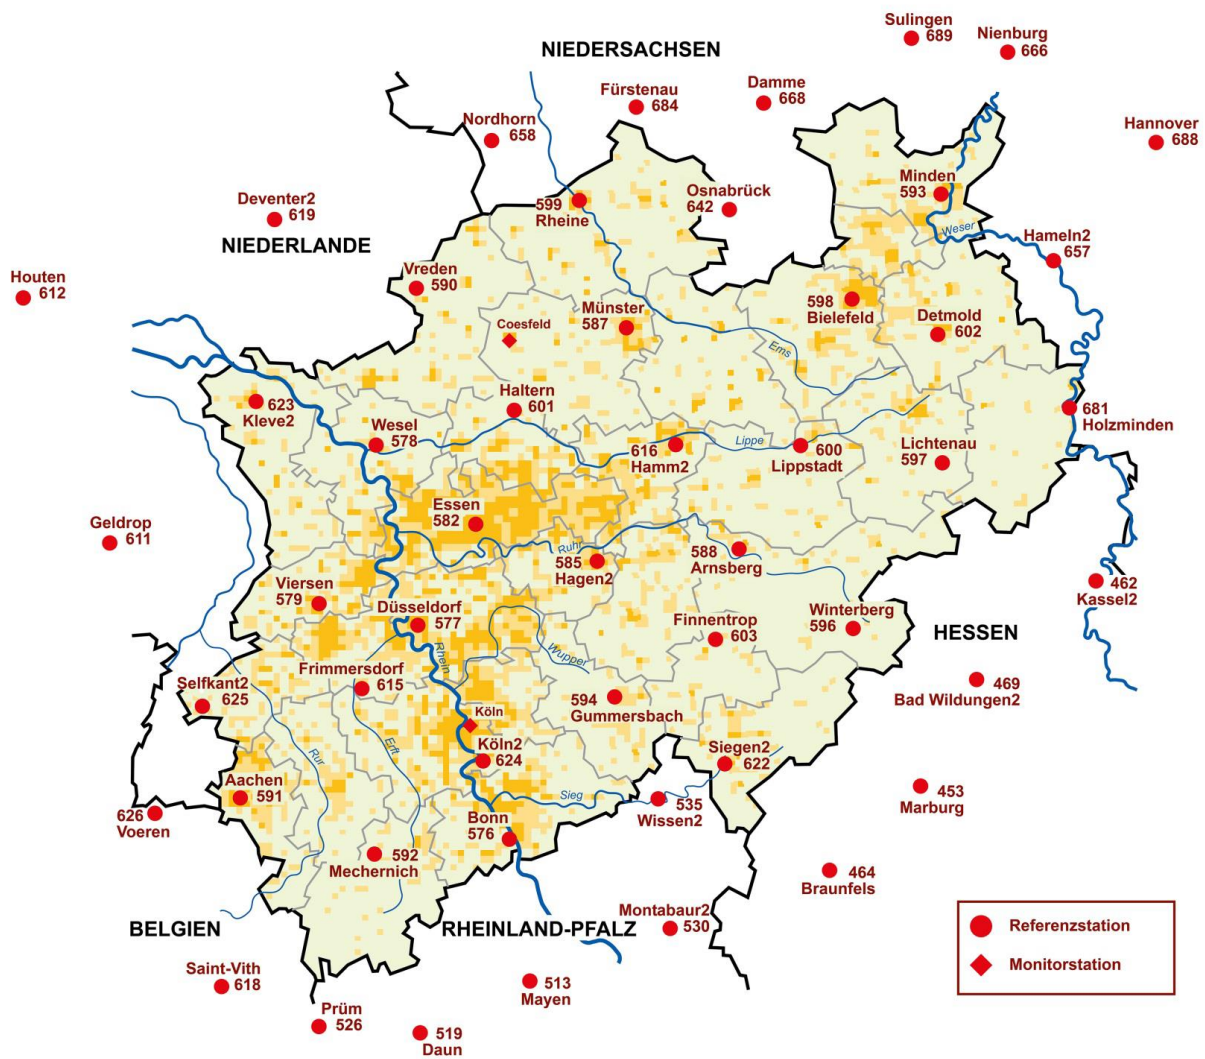 Sulingen
689
Nienburg
666
NIEDERSACHSEN
Damme
668
Fürstenau
684
Nordhorn
658
Hannover
688
Minden
593
Osnabrück
642
Deventer2
619
599
Rheine
NIEDERLANDE
Weser
Hameln2
657
Houten
612
Vreden
590
Münster
587
598
Bielefeld
Detmold
602
Coesfeld
Ems
Haltern
601
623
Kleve2
Wesel
578
681
Holzminden
616
Hamm2
Lippe
600
Lippstadt
Lichtenau
597
Essen
582
Geldrop
611
Ruhr
585
Hagen2
588
Arnsberg
462
Kassel2
Viersen
579
Düsseldorf
577
Finnentrop
603
Winterberg
596
HESSEN
Rhein
Wupper
Frimmersdorf
615
Selfkant2
625
594
Gummersbach
469
Bad Wildungen2
Köln
Köln2
624
Siegen2
622
Rur
Erft
Aachen
591
453
Marburg
Sieg
535
Wissen2
626
Voeren
Bonn
576
592
Mechernich
464
Braunfels
Montabaur2
530
BELGIEN
RHEINLAND-PFALZ
Referenzstation
Monitorstation
Saint-Vith
618
513
Mayen
Prüm
526
519
Daun